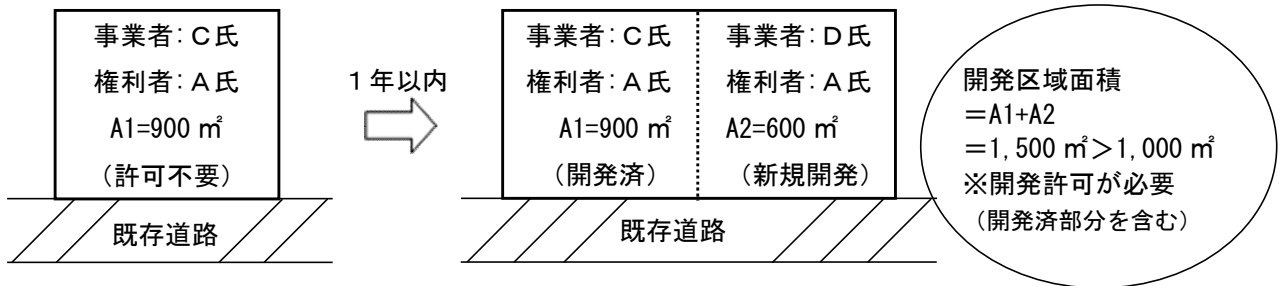 事業者：Ｃ氏
権利者：Ａ氏
A1=900 ㎡
（許可不要）
既存道路
１年以内
事業者：Ｃ氏
権利者：Ａ氏
A1=900 ㎡
（開発済）
事業者：Ｄ氏
権利者：Ａ氏
A2=600 ㎡
（新規開発）
既存道路
開発区域面積
＝A1+A2
＝1,500 ㎡＞1,000 ㎡
※開発許可が必要
（開発済部分を含む）